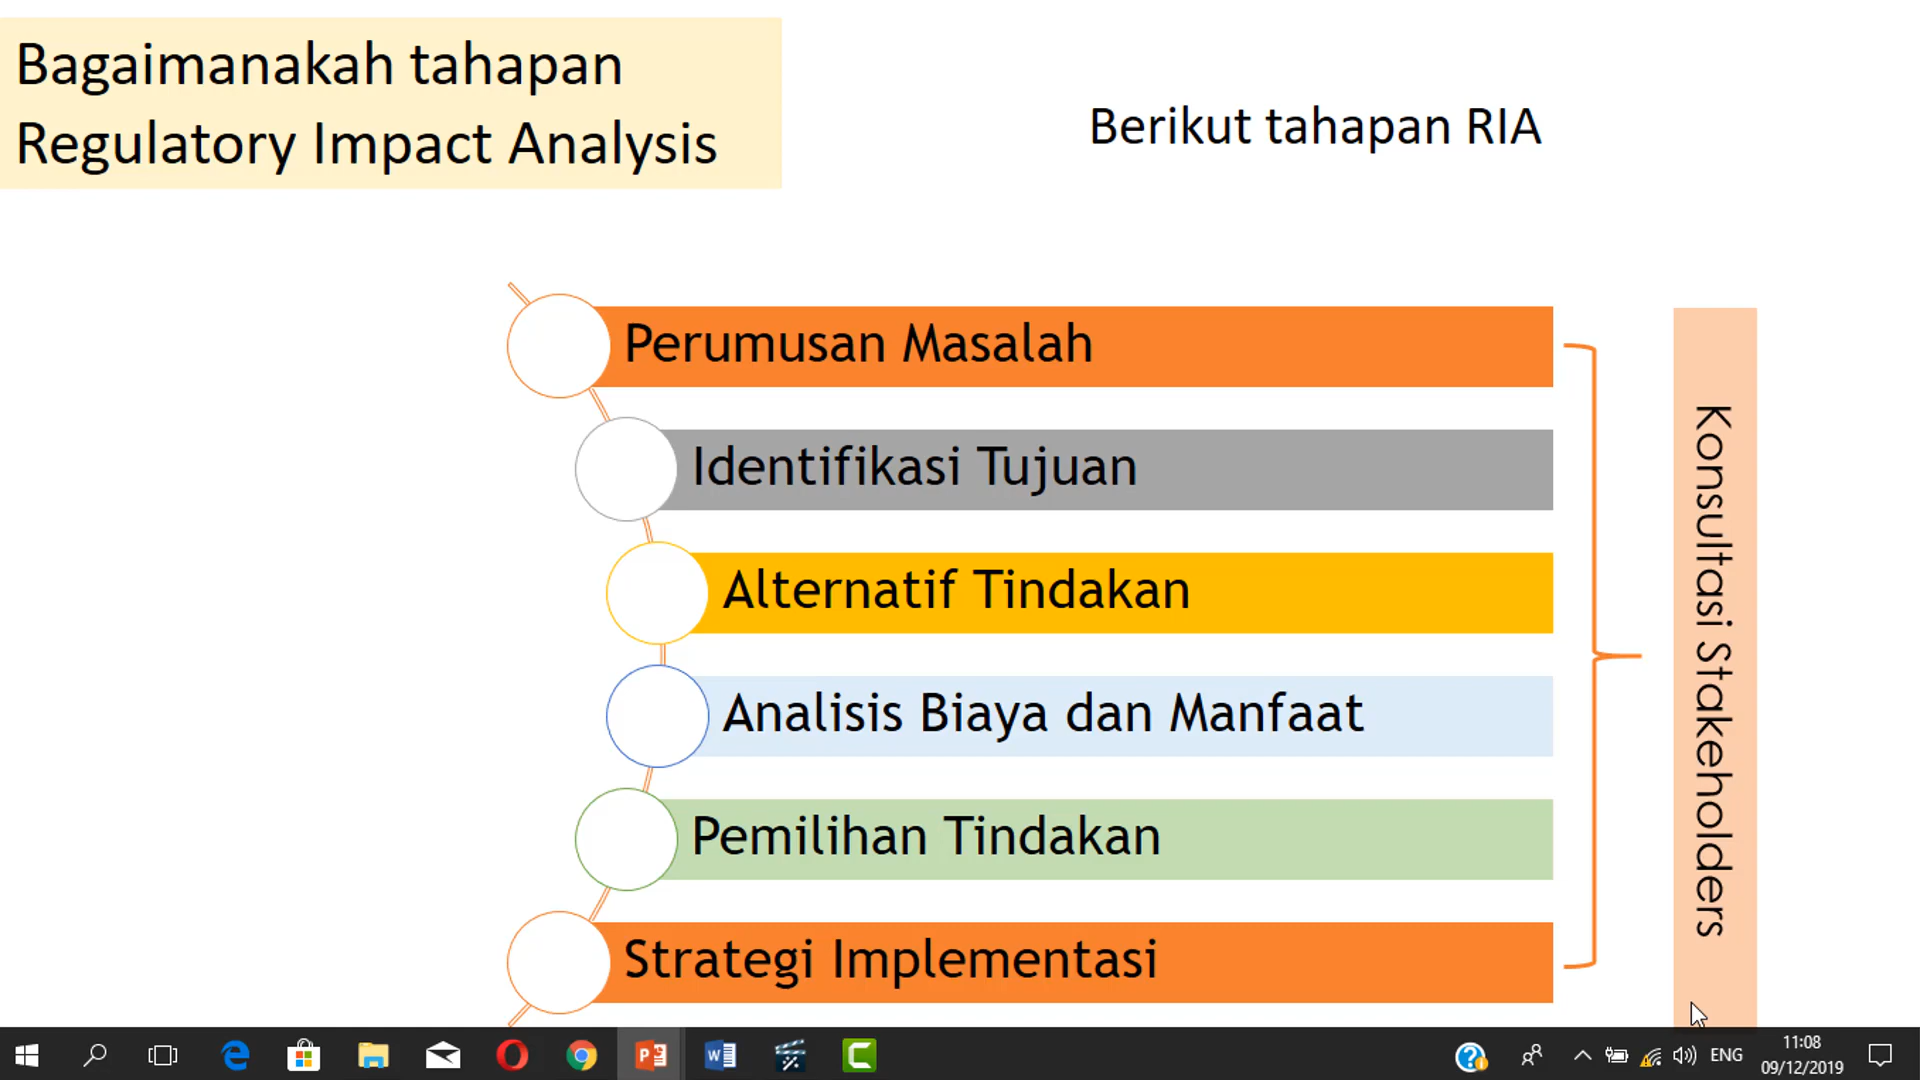 Bagaimanakah tahapan
Regulatory Impact Analysis
Berikut tahapan RIA
Perumusan Masalah
Identifikasi Tujuan
Alternatif Tindakan
Analisis Biaya dan Manfaat
Pemilihan Tindakan
Strategi Implementasi
Konsultasi Stakeholders
ENG
11:08
09/12/2019